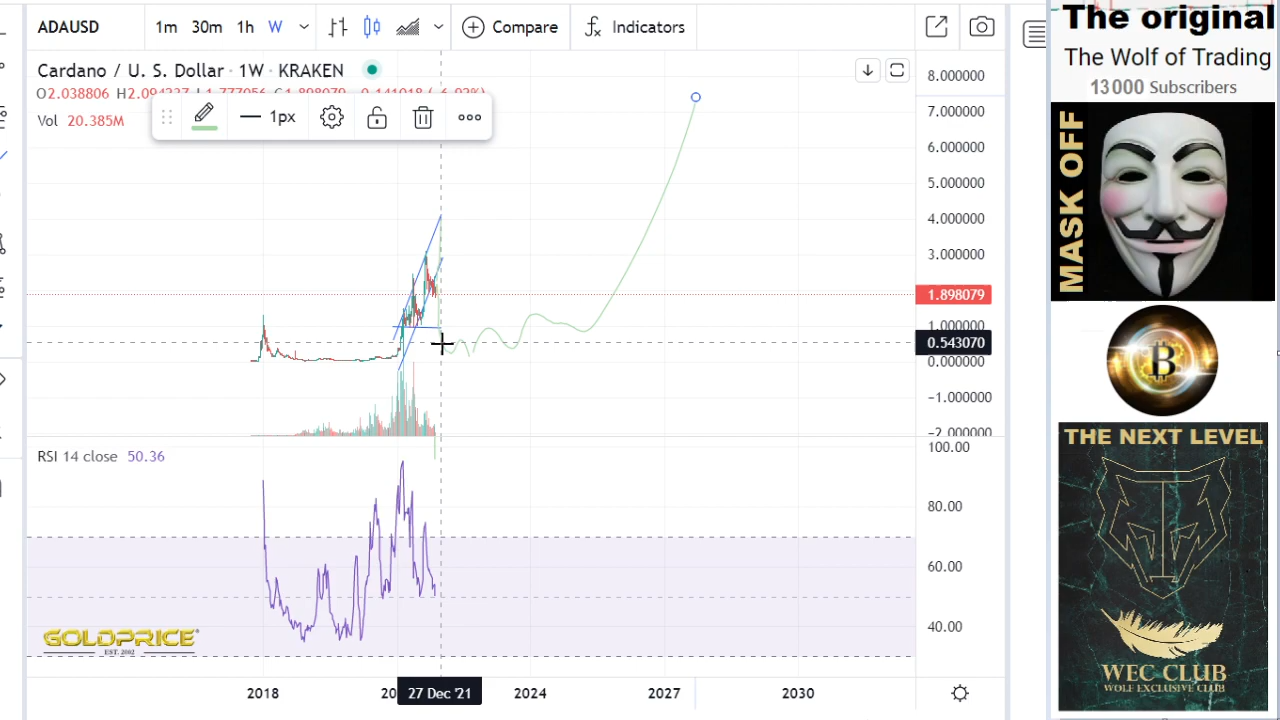 ADAUSD
1m 30m 1h W
Compare
Indicators
Cardano / U. S. Dollar · 1W · KRAKEN
Vol 20.385M
1px
8.000000
7.000000
6.000000
5.000000
4.000000
3.000000
1.898079
1.000000
0.543070
0.000000
−1.000000
−2.000000
RSI 14 close 50.36
100.00
80.00
60.00
40.00
GOLDPRICE
EST. 2002
2018
27 Dec '21
2024
2027
2030
The original
The Wolf of Trading
13000 Subscribers
MASK OFF
B
THE NEXT LEVEL
WEC CLUB
WOLF EXCLUSIVE CLUB